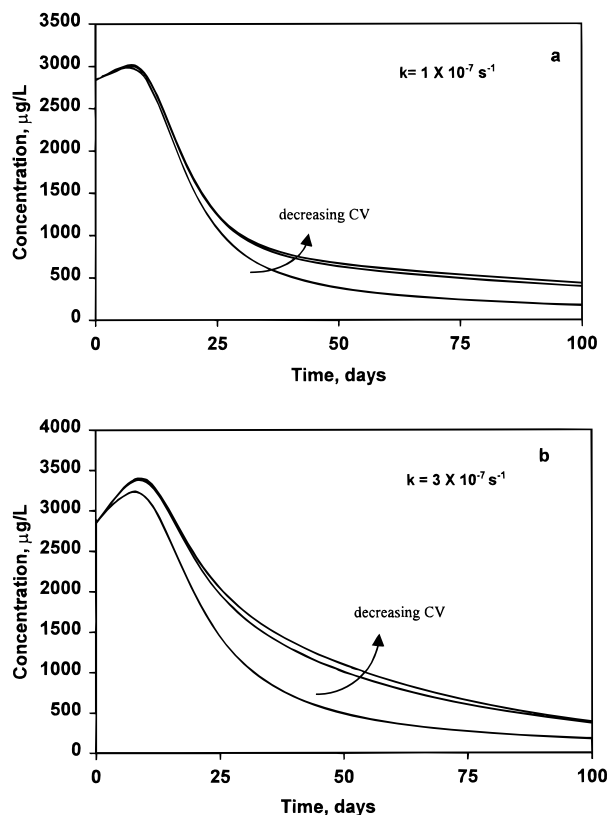 a
k= 1 X 10⁻⁷ s⁻¹
Concentration, µg/L
3500
3000
2500
2000
1500
1000
500
0
decreasing CV
0 25 50 75 100
Time, days
b
k = 3 X 10⁻⁷ s⁻¹
Concentration, µg/L
4000
3500
3000
2500
2000
1500
1000
500
0
decreasing CV
0 25 50 75 100
Time, days